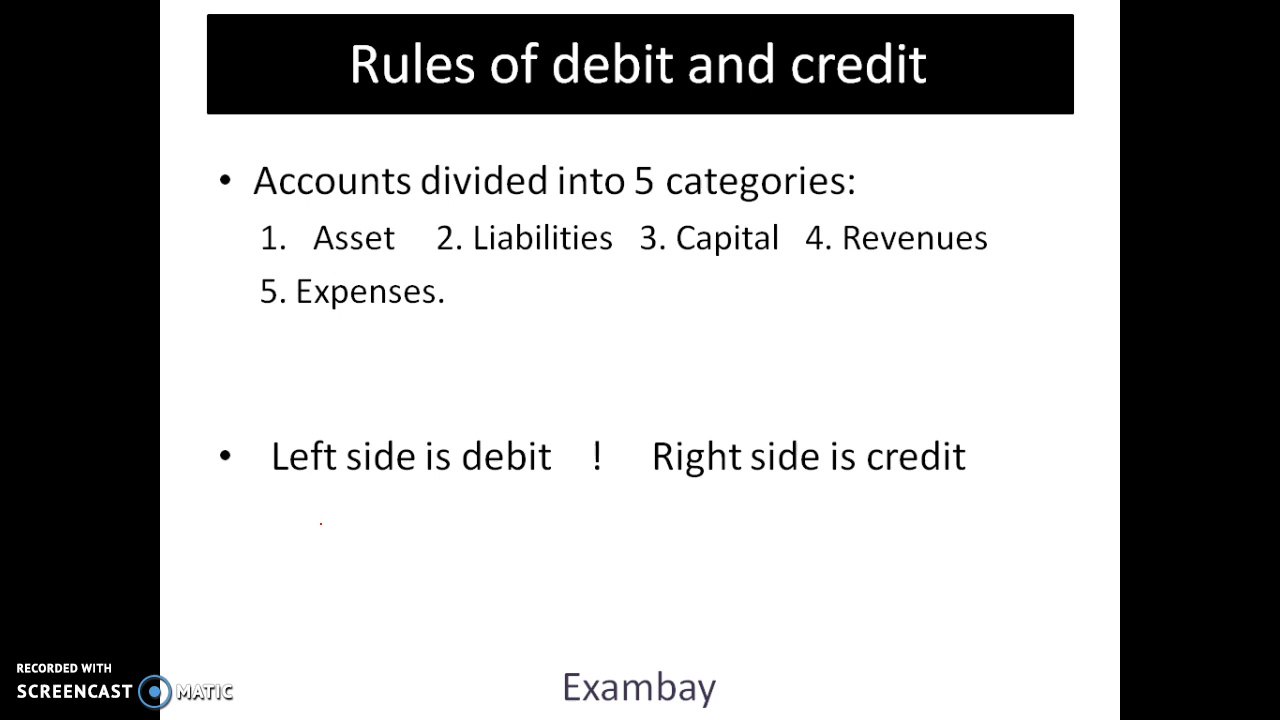 Rules of debit and credit
• Accounts divided into 5 categories:
1. Asset 2. Liabilities 3. Capital 4. Revenues
5. Expenses.
• Left side is debit ! Right side is credit
RECORDED WITH
SCREENCAST MATIC
Exambay